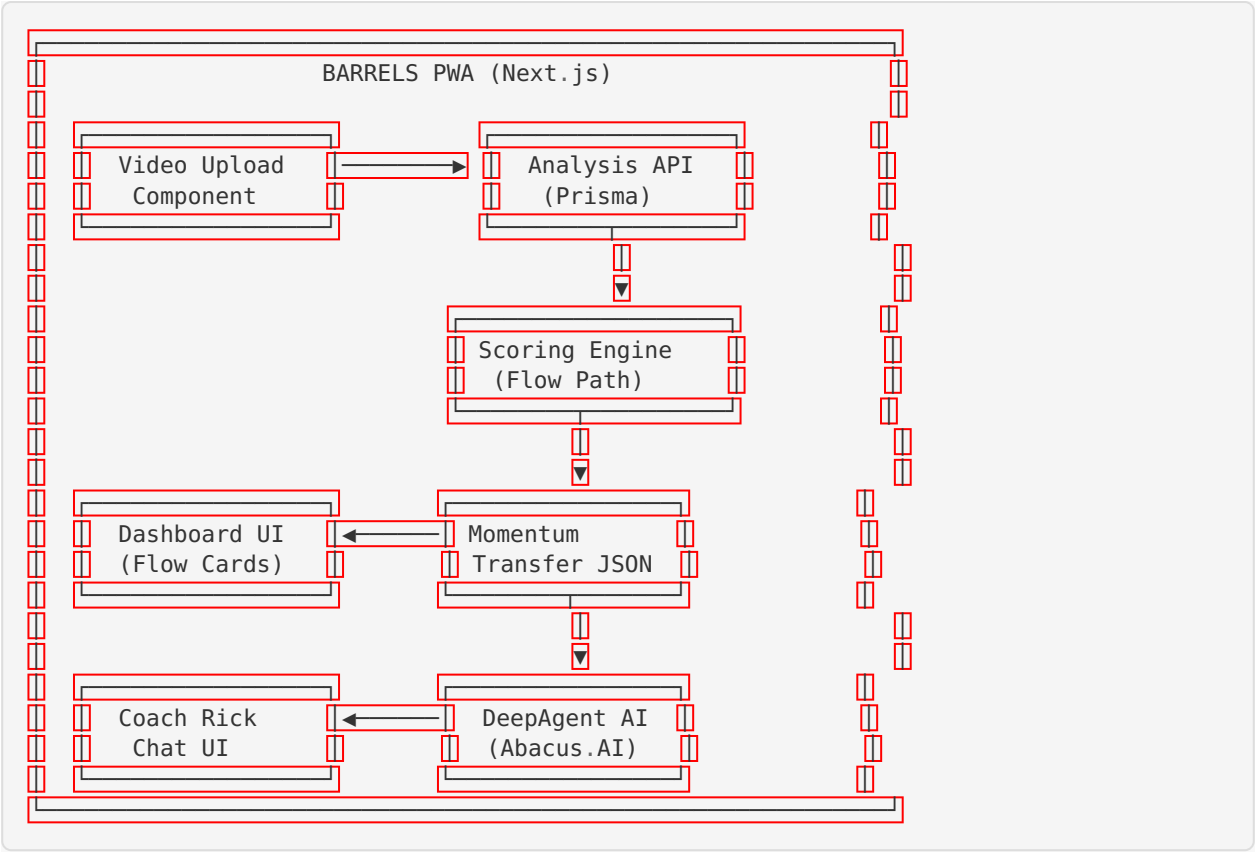 BARRELS PWA (Next.js)
Video Upload Analysis API
Component (Prisma)
Scoring Engine
(Flow Path)
Dashboard UI Momentum
(Flow Cards) Transfer JSON
Coach Rick DeepAgent AI
Chat UI (Abacus.AI)